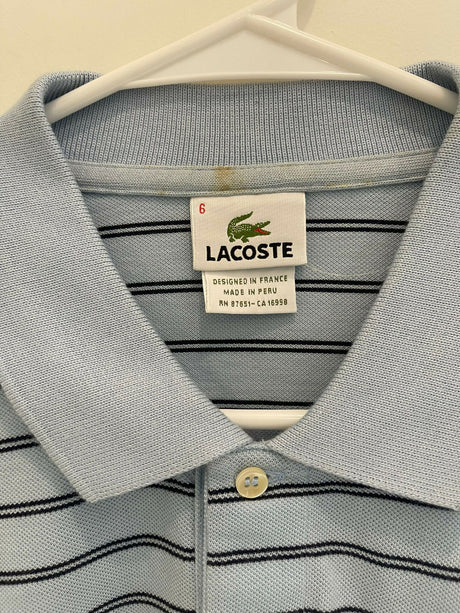 6
LACOSTE
DESIGNED IN FRANCE
MADE IN PERU
RN 87651-CA 16998